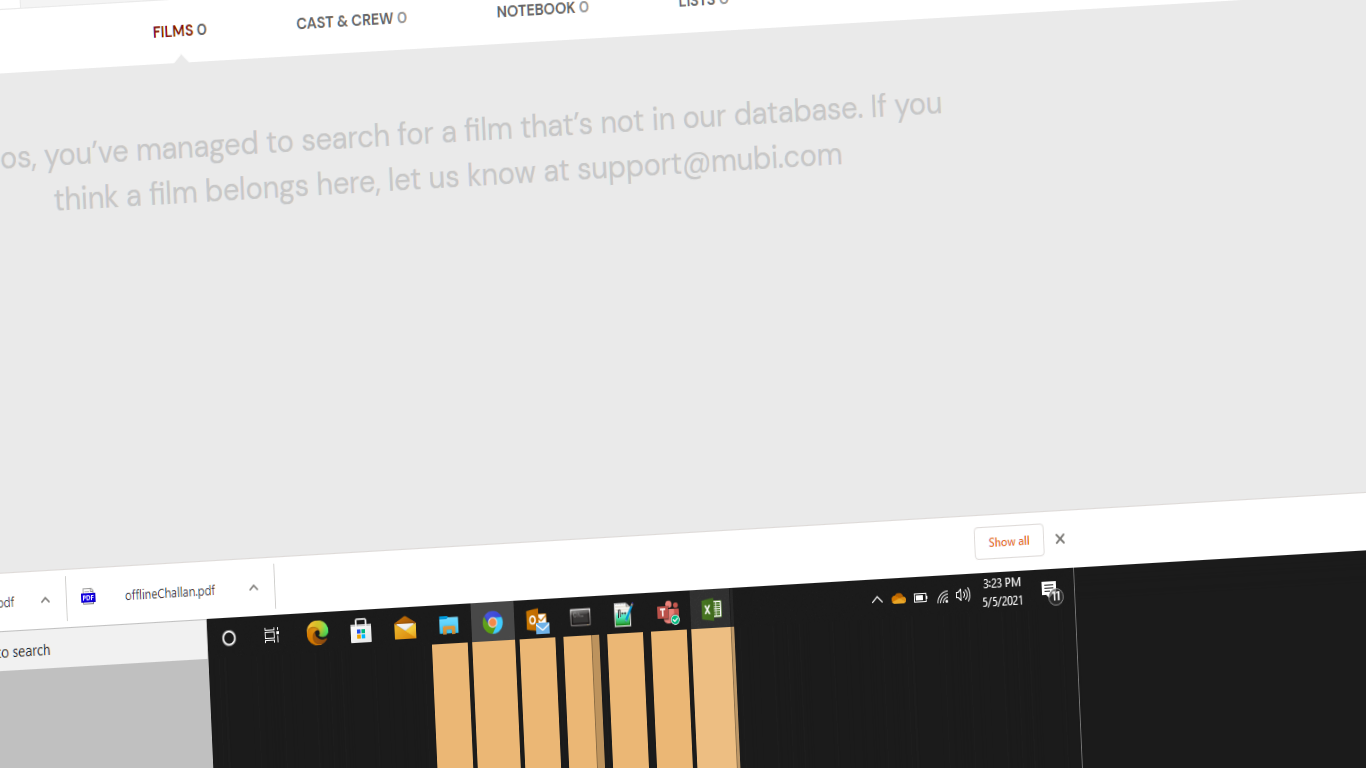 FILMS 0
CAST & CREW 0
NOTEBOOK 0
LISTS 0
os, you've managed to search for a film that's not in our database. If you
think a film belongs here, let us know at support@mubi.com
Show all
offlineChallan.pdf
to search
3:23 PM
5/5/2021
11